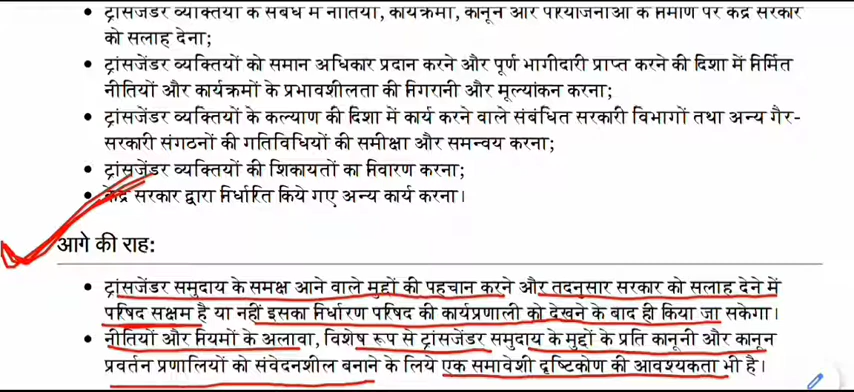 ट्रांसजेंडर व्यक्तियों के संबंध में नीतियों, कार्यक्रमों, कानून और परियोजनाओं के निर्माण पर केंद्र सरकार
को सलाह देना;
ट्रांसजेंडर व्यक्तियों को समान अधिकार प्रदान करने और पूर्ण भागीदारी प्राप्त करने की दिशा में निर्मित
नीतियों और कार्यक्रमों के प्रभावशीलता की निगरानी और मूल्यांकन करना;
ट्रांसजेंडर व्यक्तियों के कल्याण की दिशा में कार्य करने वाले संबंधित सरकारी विभागों तथा अन्य गैर-
सरकारी संगठनों की गतिविधियों की समीक्षा और समन्वय करना;
ट्रांसजेंडर व्यक्तियों की शिकायतों का निवारण करना;
केंद्र सरकार द्वारा निर्धारित किये गए अन्य कार्य करना।
आगे की राह:
ट्रांसजेंडर समुदाय के समक्ष आने वाले मुद्दों की पहचान करने और तदनुसार सरकार को सलाह देने में
परिषद सक्षम है या नहीं इसका निर्धारण परिषद की कार्यप्रणाली को देखने के बाद ही किया जा सकेगा।
नीतियों और नियमों के अलावा, विशेष रूप से ट्रांसजेंडर समुदाय के मुद्दों के प्रति कानूनी और कानून
प्रवर्तन प्रणालियों को संवेदनशील बनाने के लिये एक समावेशी दृष्टिकोण की आवश्यकता भी है।